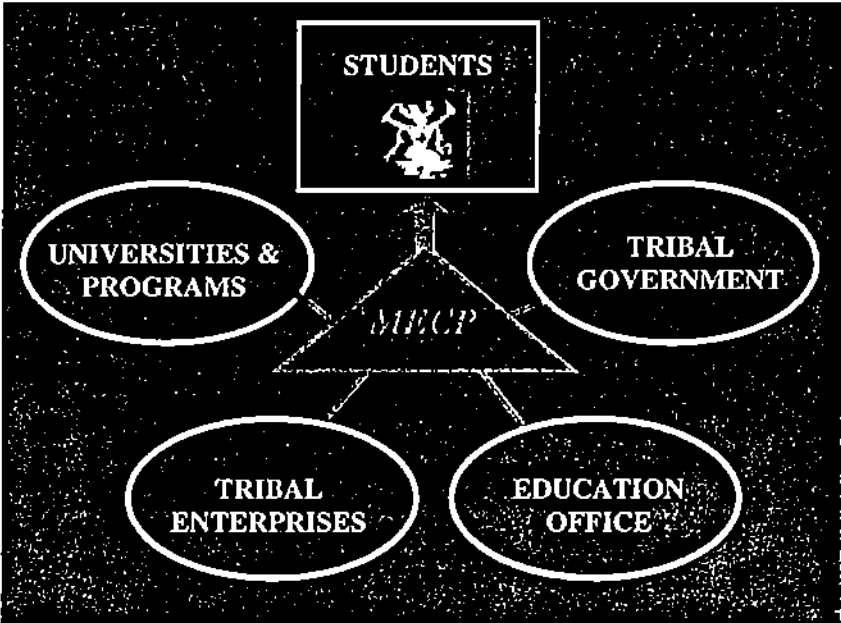 STUDENTS
UNIVERSITIES &
PROGRAMS
TRIBAL
GOVERNMENT
MECP
TRIBAL
ENTERPRISES
EDUCATION
OFFICE